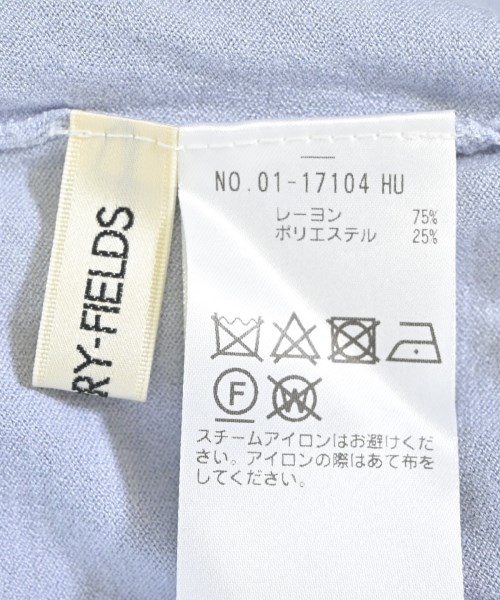 RY-FIELDS
NO.01-17104 HU
レーヨン 75%
ポリエステル 25%
F
W
スチームアイロンはお避けくだ
さい。アイロンの際はあて布を
してください。